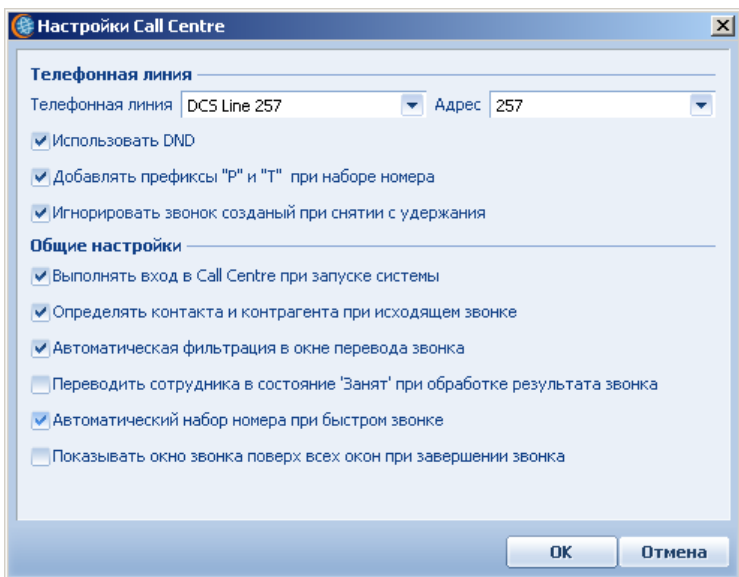 Настройки Call Centre
Телефонная линия
Телефонная линия DCS Line 257 Адрес 257
Использовать DND
Добавлять префиксы "P" и "T" при наборе номера
Игнорировать звонок созданый при снятии с удержания
Общие настройки
Выполнять вход в Call Centre при запуске системы
Определять контакта и контрагента при исходящем звонке
Автоматическая фильтрация в окне перевода звонка
Переводить сотрудника в состояние 'Занят' при обработке результата звонка
Автоматический набор номера при быстром звонке
Показывать окно звонка поверх всех окон при завершении звонка
ОК Отмена